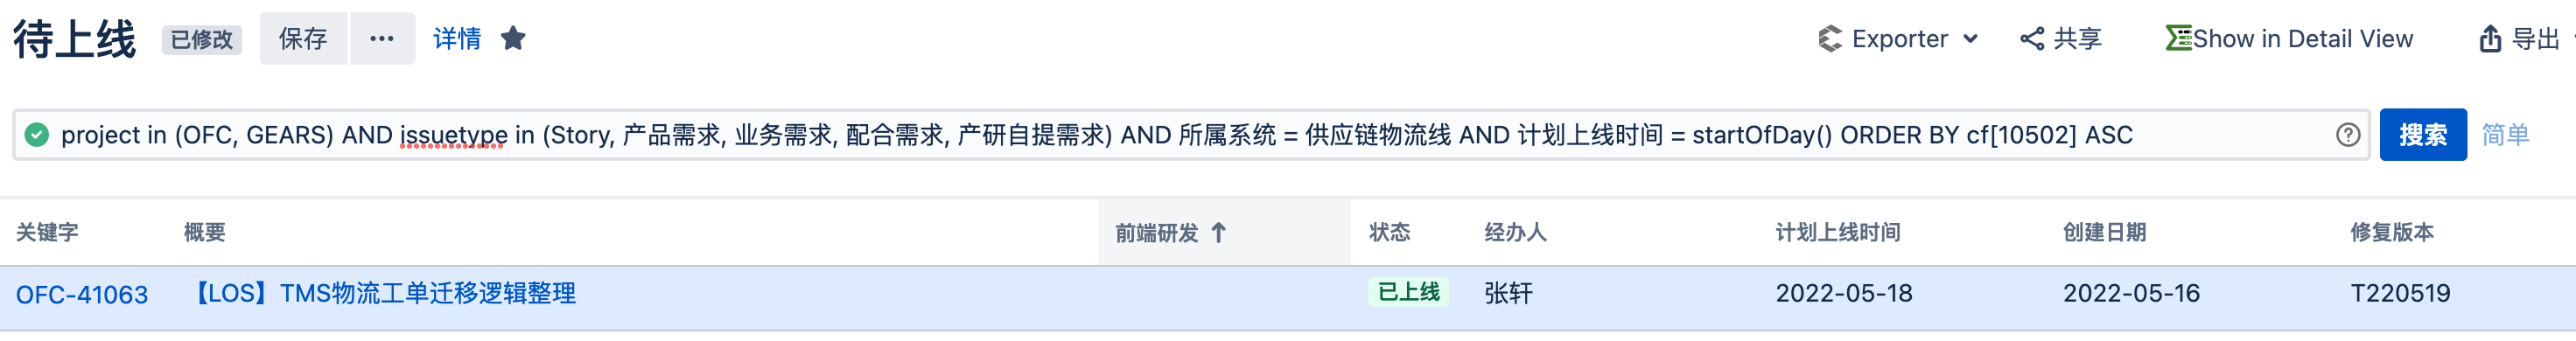 待上线 已修改 保存 ··· 详情 Exporter 共享 Show in Detail View 导出
project in (OFC, GEARS) AND issuetype in (Story, 产品需求, 业务需求, 配合需求, 产研自提需求) AND 所属系统 = 供应链物流线 AND 计划上线时间 = startOfDay() ORDER BY cf[10502] ASC ? 搜索 简单
关键字 概要 前端研发 ↑ 状态 经办人 计划上线时间 创建日期 修复版本
OFC-41063 【LOS】TMS物流工单迁移逻辑整理 已上线 张轩 2022-05-18 2022-05-16 T220519